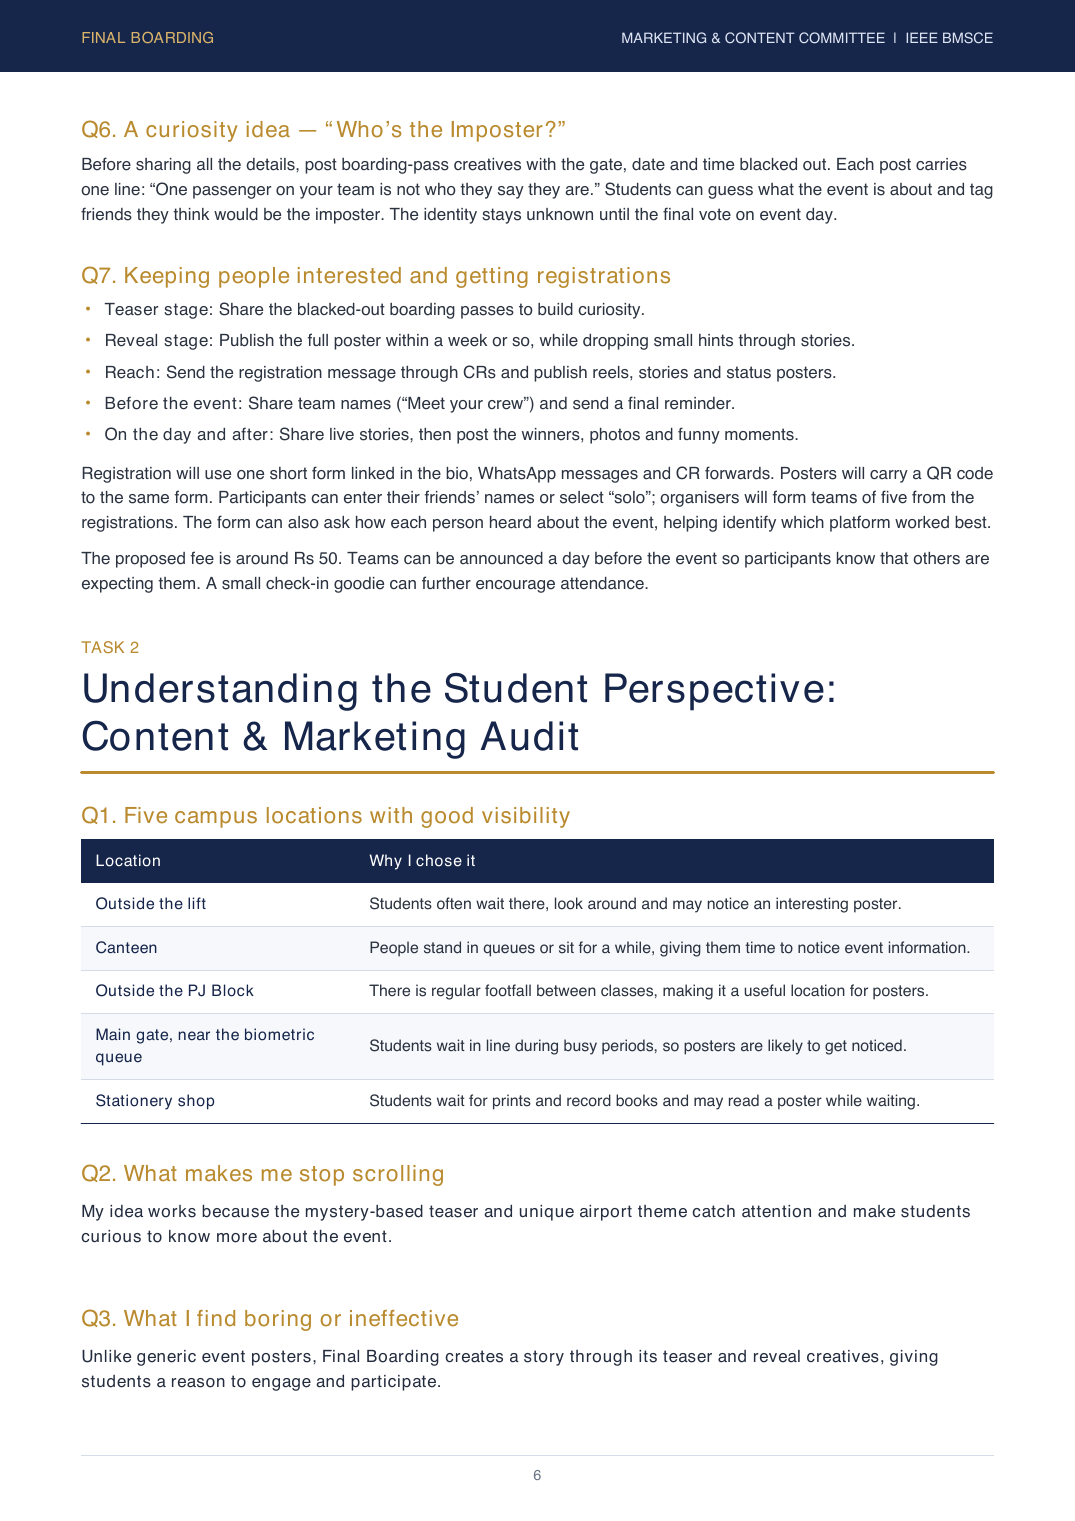 FINAL BOARDING
MARKETING & CONTENT COMMITTEE | IEEE BMSCE
Q6. A curiosity idea — “Who’s the Imposter?”
Before sharing all the details, post boarding-pass creatives with the gate, date and time blacked out. Each post carries
one line: “One passenger on your team is not who they say they are.” Students can guess what the event is about and tag
friends they think would be the imposter. The identity stays unknown until the final vote on event day.
Q7. Keeping people interested and getting registrations
• Teaser stage: Share the blacked-out boarding passes to build curiosity.
• Reveal stage: Publish the full poster within a week or so, while dropping small hints through stories.
• Reach: Send the registration message through CRs and publish reels, stories and status posters.
• Before the event: Share team names (“Meet your crew”) and send a final reminder.
• On the day and after: Share live stories, then post the winners, photos and funny moments.
Registration will use one short form linked in the bio, WhatsApp messages and CR forwards. Posters will carry a QR code
to the same form. Participants can enter their friends’ names or select “solo”; organisers will form teams of five from the
registrations. The form can also ask how each person heard about the event, helping identify which platform worked best.
The proposed fee is around Rs 50. Teams can be announced a day before the event so participants know that others are
expecting them. A small check-in goodie can further encourage attendance.
TASK 2
Understanding the Student Perspective:
Content & Marketing Audit
Q1. Five campus locations with good visibility
Location Why I chose it
Outside the lift Students often wait there, look around and may notice an interesting poster.
Canteen People stand in queues or sit for a while, giving them time to notice event information.
Outside the PJ Block There is regular footfall between classes, making it a useful location for posters.
Main gate, near the biometric
queue
Students wait in line during busy periods, so posters are likely to get noticed.
Stationery shop Students wait for prints and record books and may read a poster while waiting.
Q2. What makes me stop scrolling
My idea works because the mystery-based teaser and unique airport theme catch attention and make students
curious to know more about the event.
Q3. What I find boring or ineffective
Unlike generic event posters, Final Boarding creates a story through its teaser and reveal creatives, giving
students a reason to engage and participate.
6